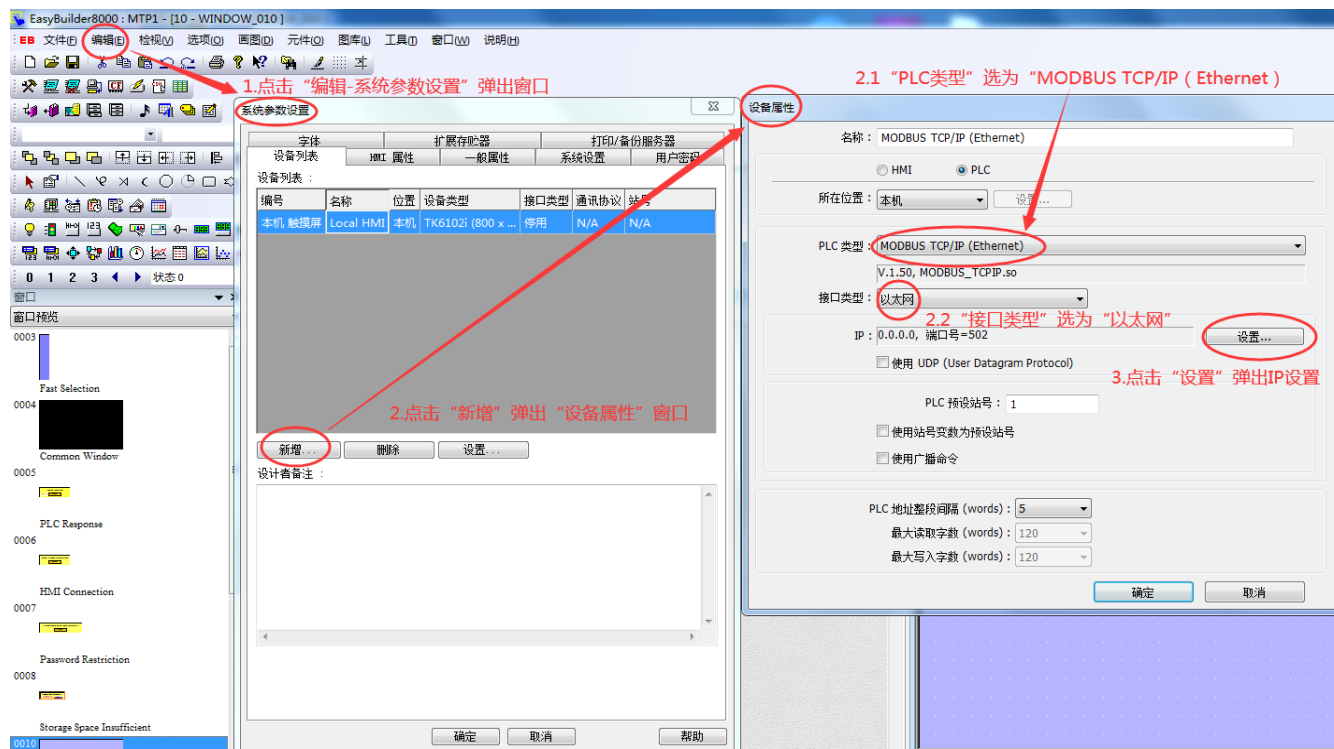 EasyBuilder8000 : MTP1 - [10 - WINDOW_010 ]
EB 文件(F) 编辑(E) 检视(V) 选项(O) 画图(D) 元件(O) 图库(L) 工具(T) 窗口(W) 说明(H)
1.点击“编辑-系统参数设置”弹出窗口
2.1 “PLC类型”选为“MODBUS TCP/IP ( Ethernet )
状态0
0 1 2 3
窗口
窗口预览
0003
Fast Selection
0004
Common Window
0005
PLC Response
0006
HMI Connection
0007
Password Restriction
0008
Storage Space Insufficient
0010
系统参数设置
字体 扩展存贮器 打印/备份服务器
设备列表 HMI 属性 一般属性 系统设置 用户密码
设备列表 :
编号 名称 位置 设备类型 接口类型 通讯协议 站号
本机 触摸屏 Local HMI 本机 TK6102i (800 x ... 停用 N/A N/A
2.点击“新增”弹出“设备属性”窗口
新增... 删除 设置...
设计者备注 :
确定 取消 帮助
设备属性
名称 : MODBUS TCP/IP (Ethernet)
HMI PLC
所在位置 : 本机 设置...
PLC 类型 : MODBUS TCP/IP (Ethernet)
V.1.50, MODBUS_TCPIP.so
接口类型 : 以太网
2.2 “接口类型”选为“以太网”
IP : 0.0.0.0, 端口号=502 设置...
使用 UDP (User Datagram Protocol)
3.点击“设置”弹出IP设置
PLC 预设站号 : 1
使用站号变数为预设站号
使用广播命令
PLC 地址整段间隔 (words) : 5
最大读取字数 (words) : 120
最大写入字数 (words) : 120
确定 取消